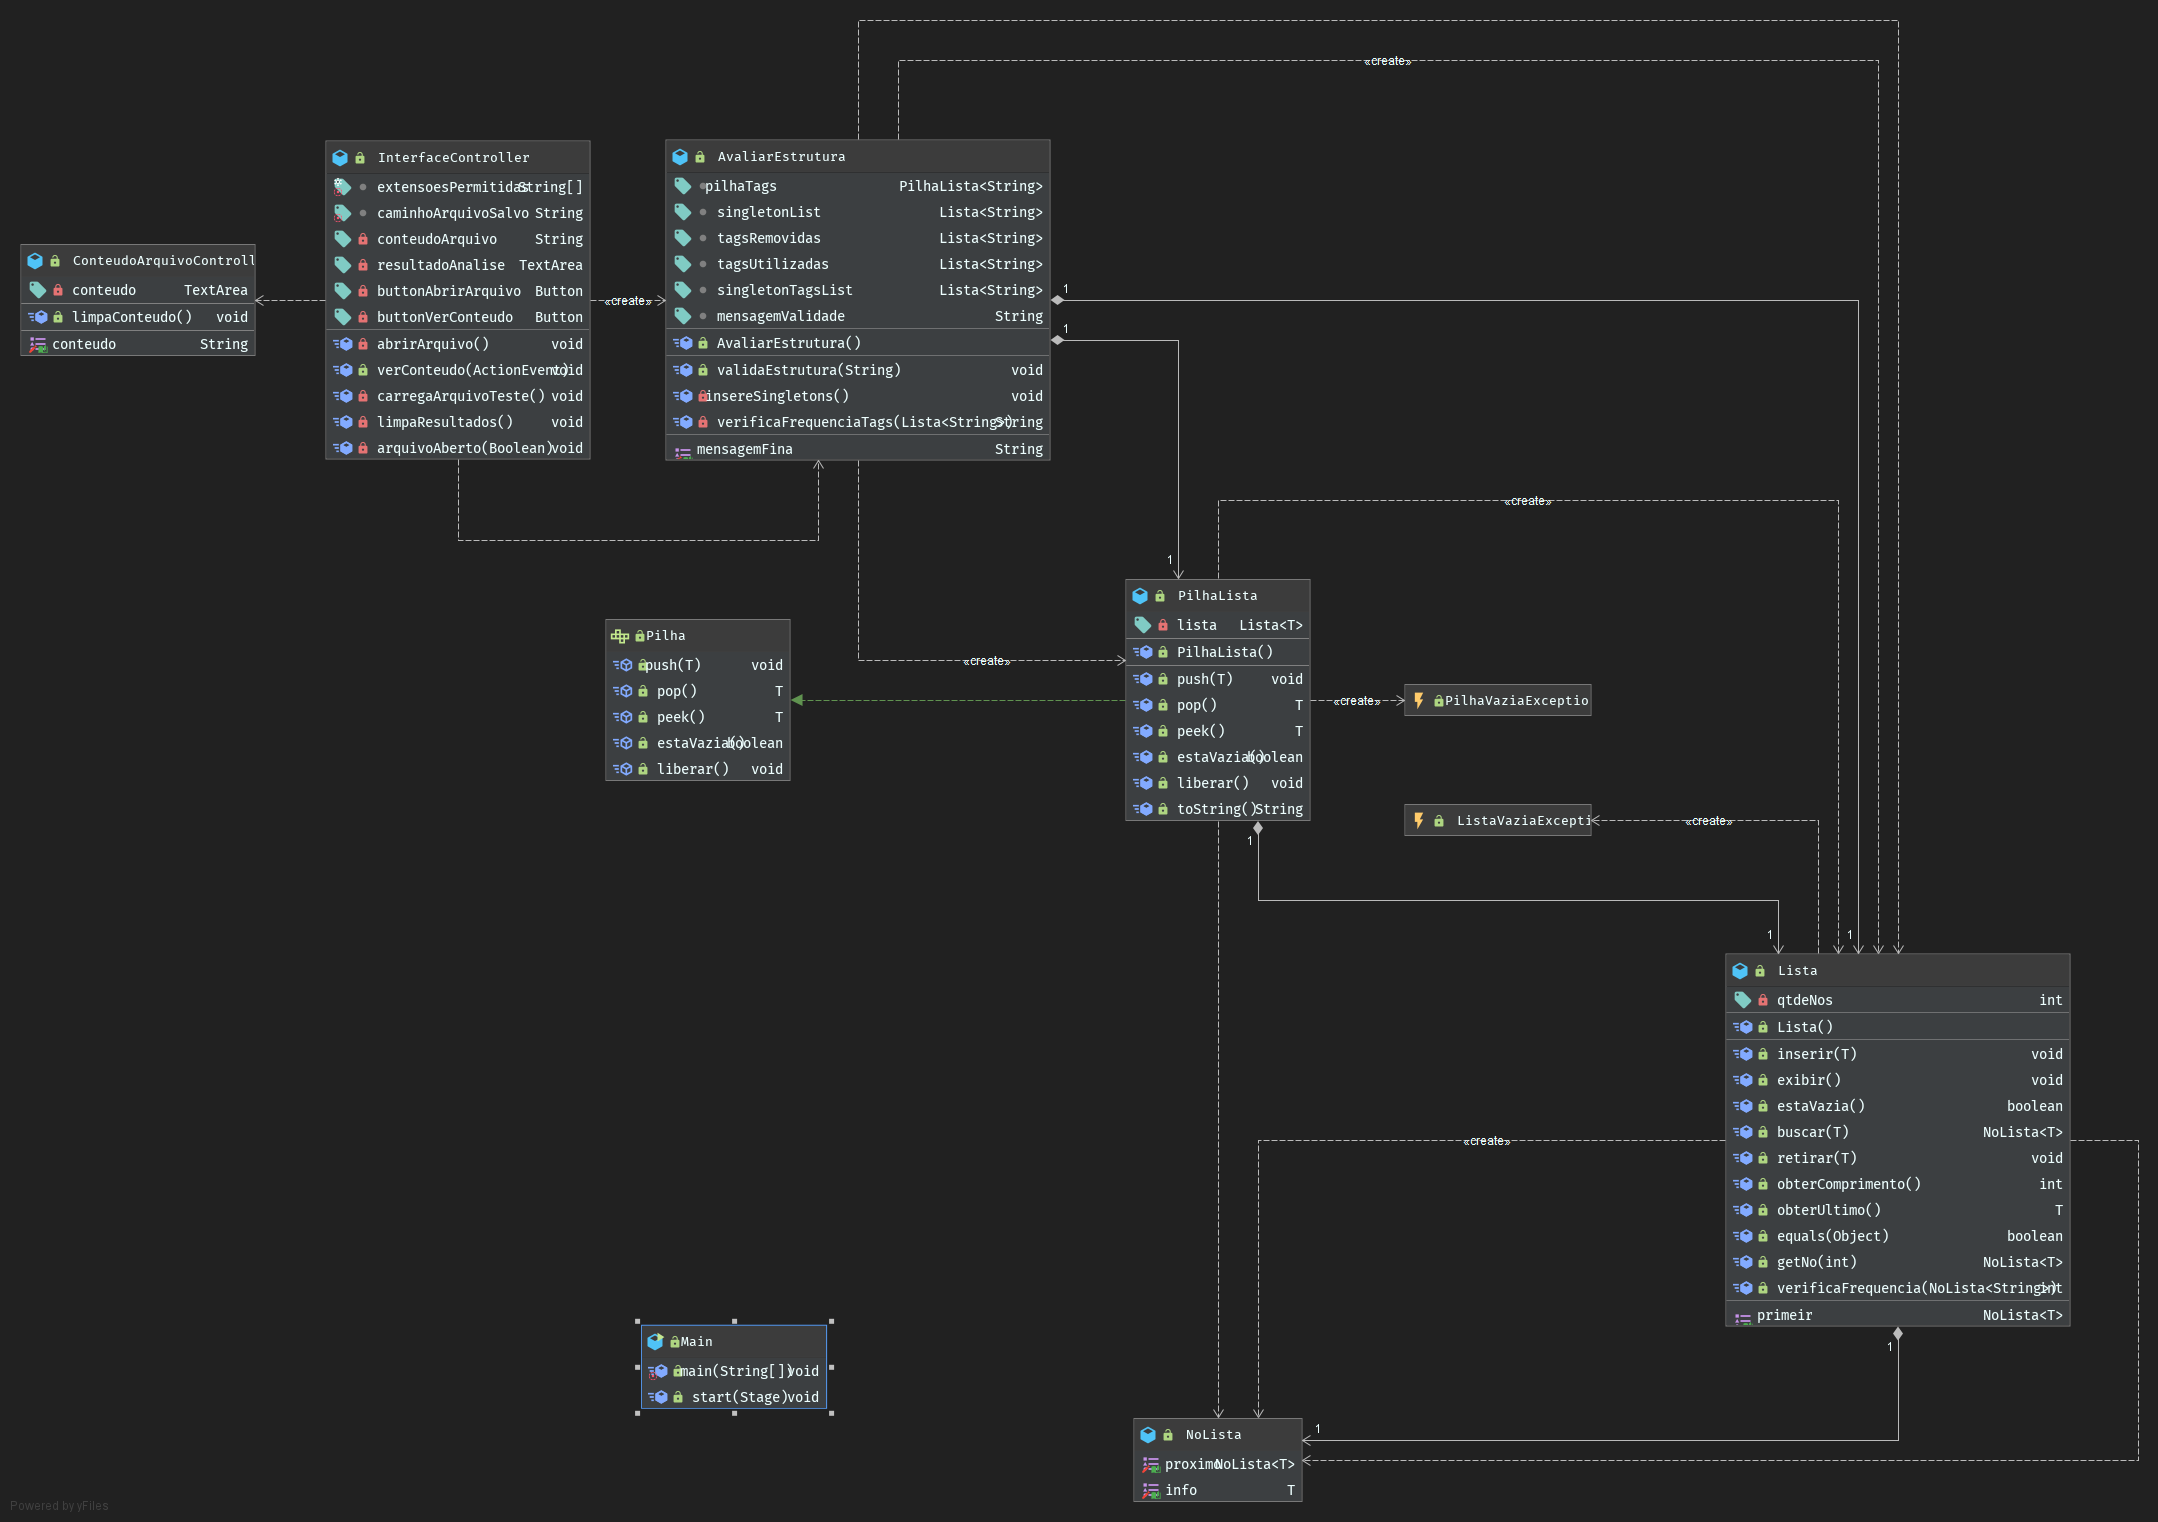 «create»
InterfaceController
extensoesPermitidas String[]
caminhoArquivoSalvo String
conteudoArquivo String
resultadoAnalise TextArea
buttonAbrirArquivo Button
buttonVerConteudo Button
abrirArquivo() void
verConteudo(ActionEvent) void
carregaArquivoTeste() void
limpaResultados() void
arquivoAberto(Boolean) void
AvaliarEstrutura
pilhaTags PilhaLista<String>
singletonList Lista<String>
tagsRemovidas Lista<String>
tagsUtilizadas Lista<String>
singletonTagsList Lista<String>
mensagemValidade String
AvaliarEstrutura()
validaEstrutura(String) void
insereSingletons() void
verificaFrequenciaTags(Lista<String>) String
mensagemFina String
ConteudoArquivoControll
conteudo TextArea
limpaConteudo() void
conteudo String
«create»
1
1
«create»
1
PilhaLista
lista Lista<T>
PilhaLista()
push(T) void
pop() T
peek() T
estaVazia() boolean
liberar() void
toString() String
Pilha
push(T) void
pop() T
peek() T
estaVazia() boolean
liberar() void
«create»
«create»
PilhaVaziaExceptio
ListaVaziaExcepti
«create»
1
1
1
Lista
qtdeNos int
Lista()
inserir(T) void
exibir() void
estaVazia() boolean
buscar(T) NoLista<T>
retirar(T) void
obterComprimento() int
obterUltimo() T
equals(Object) boolean
getNo(int) NoLista<T>
verificaFrequencia(NoLista<String>) int
primeir NoLista<T>
«create»
1
Main
main(String[]) void
start(Stage) void
1
NoLista
proximo NoLista<T>
info T
Powered by yFiles